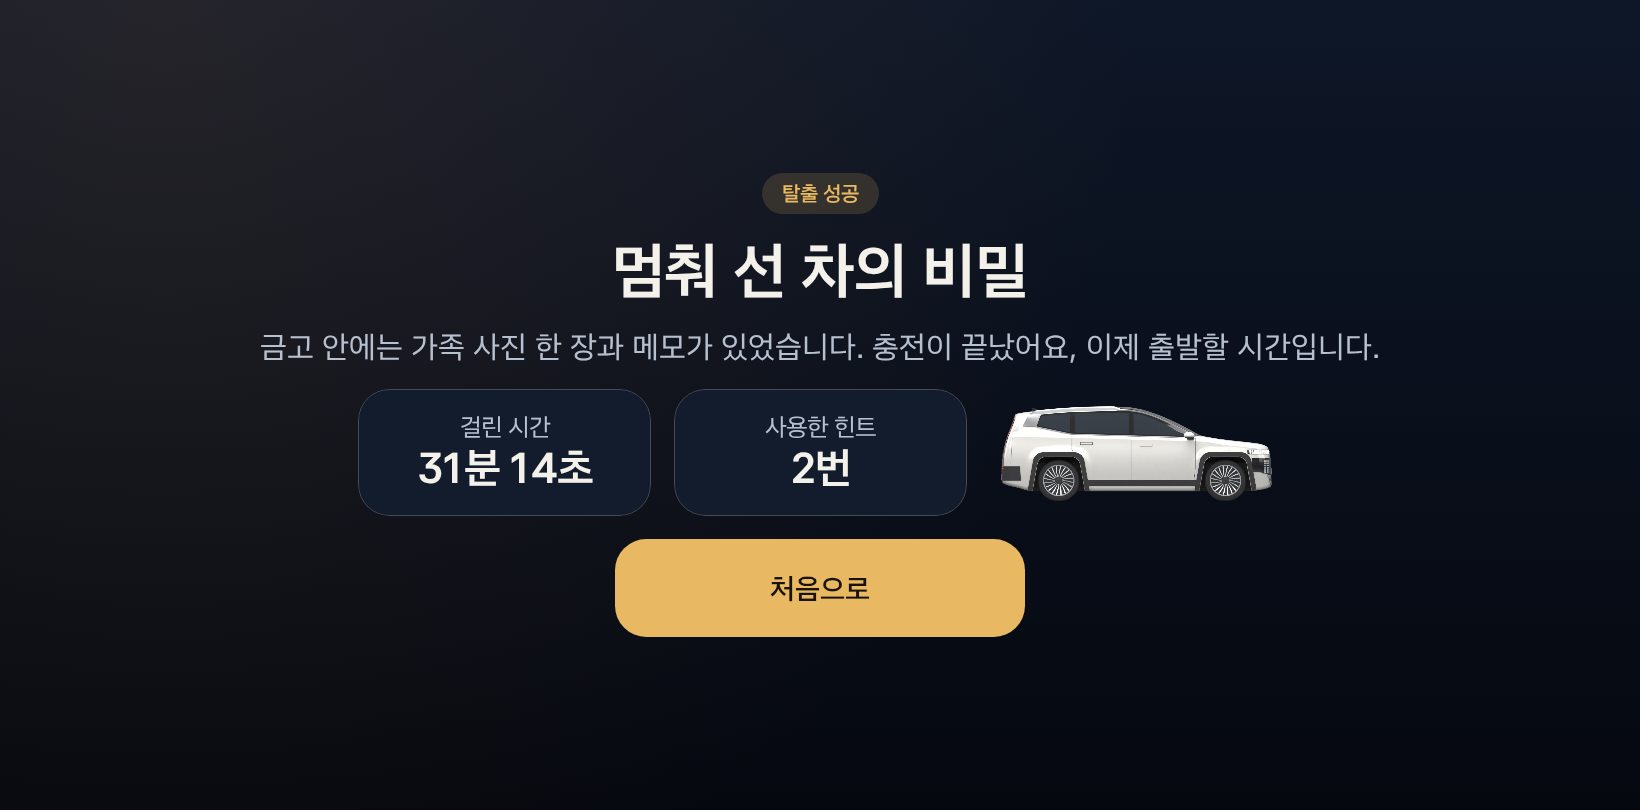 탈출 성공
멈춰 선 차의 비밀
금고 안에는 가족 사진 한 장과 메모가 있었습니다. 충전이 끝났어요, 이제 출발할 시간입니다.
걸린 시간
31분 14초
사용한 힌트
2번
처음으로